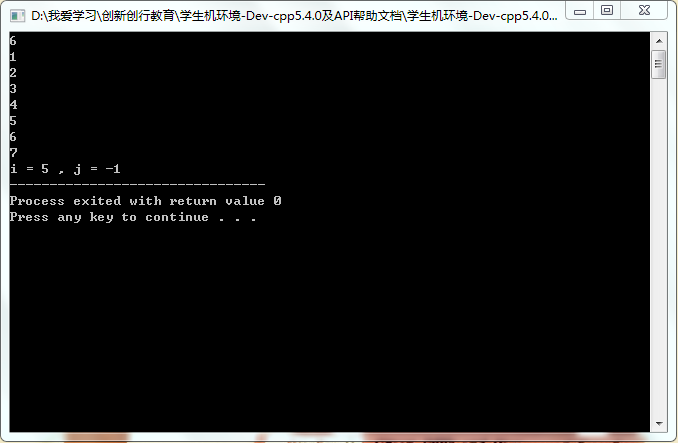 D:\我爱学习\创新创行教育\学生机环境-Dev-cpp5.4.0及API帮助文档\学生机环境-Dev-cpp5.4.0...
6
1
2
3
4
5
6
7
i = 5 , j = -1
--------------------------------
Process exited with return value 0
Press any key to continue . . .